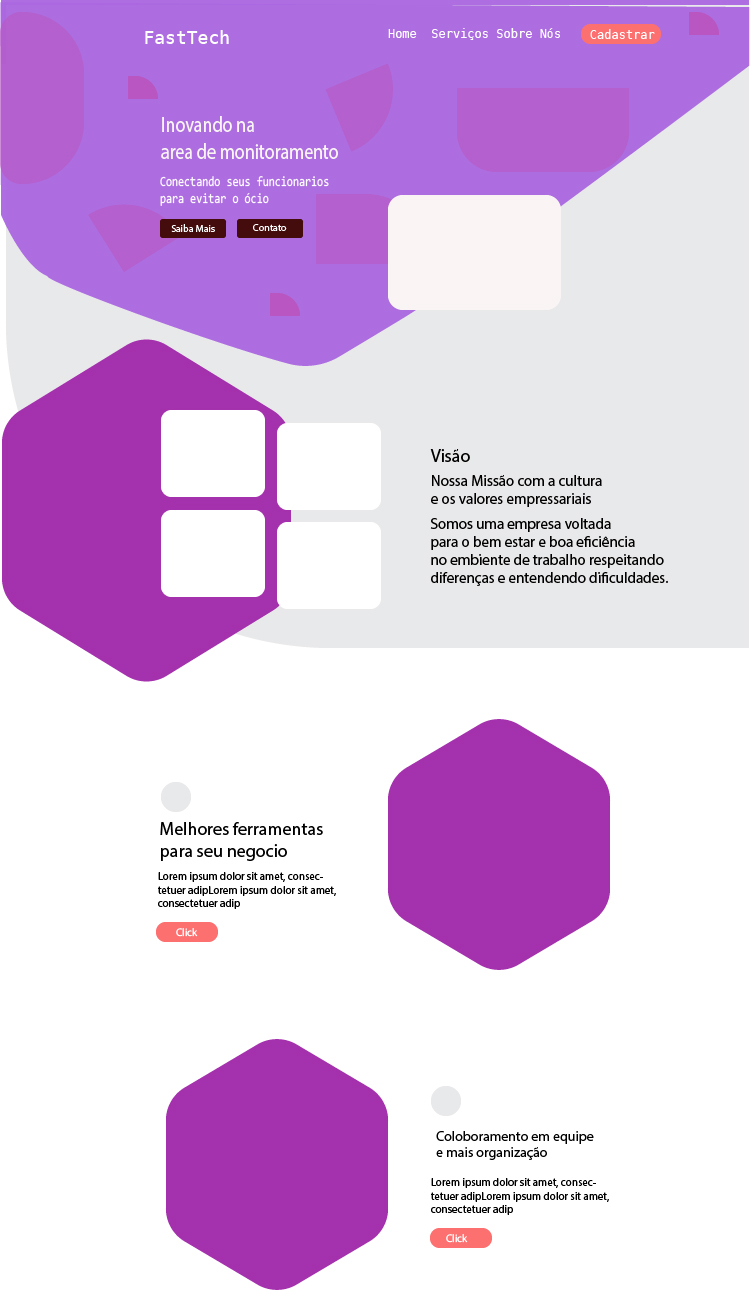 FastTech
Home Serviços Sobre Nós Cadastrar
Inovando na
area de monitoramento
Conectando seus funcionarios
para evitar o ócio
Saiba Mais Contato
Visão
Nossa Missão com a cultura
e os valores empressariais
Somos uma empresa voltada
para o bem estar e boa eficiência
no embiente de trabalho respeitando
diferenças e entendendo dificuldades.
Melhores ferramentas
para seu negocio
Lorem ipsum dolor sit amet, consec-
tetuer adipLorem ipsum dolor sit amet,
consectetuer adip
Click
Coloboramento em equipe
e mais organização
Lorem ipsum dolor sit amet, consec-
tetuer adipLorem ipsum dolor sit amet,
consectetuer adip
Click